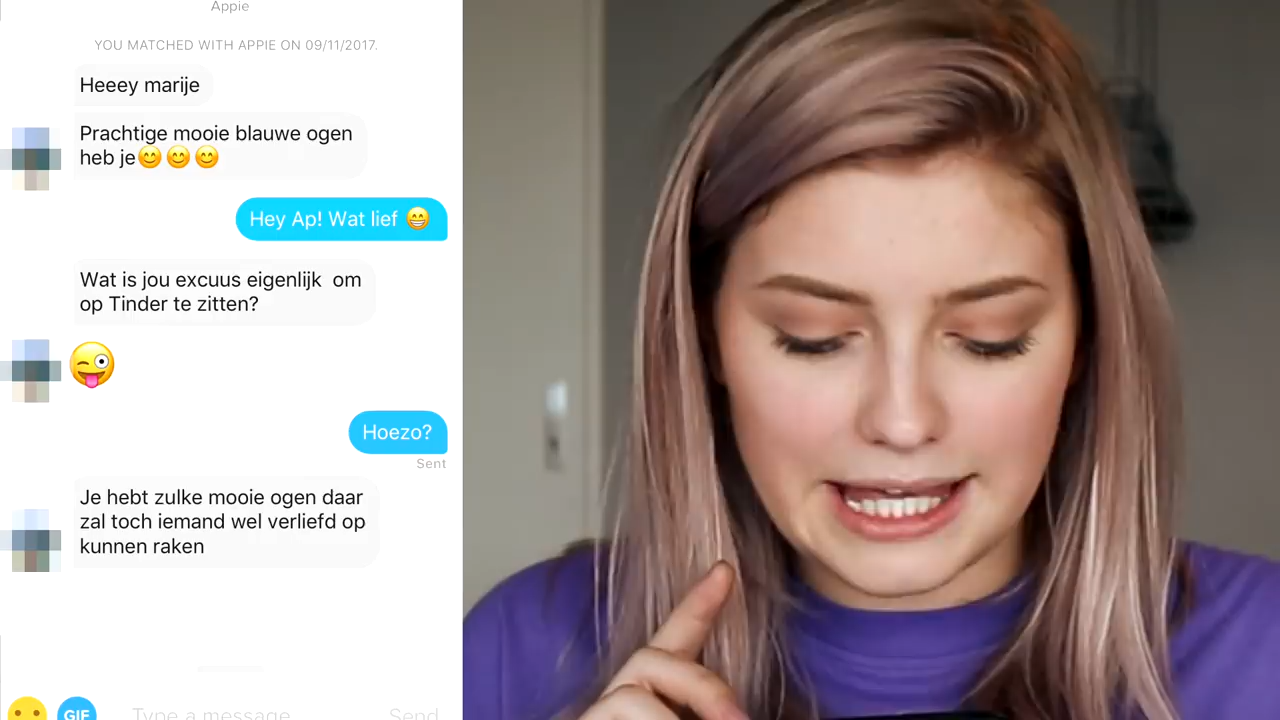 Appie
YOU MATCHED WITH APPIE ON 09/11/2017.
Heeey marije
Prachtige mooie blauwe ogen
heb je😊😊😊
Hey Ap! Wat lief 😁
Wat is jou excuus eigenlijk  om
op Tinder te zitten?
😜
Hoezo?
Sent
Je hebt zulke mooie ogen daar
zal toch iemand wel verliefd op
kunnen raken
GIF
Type a message
Send